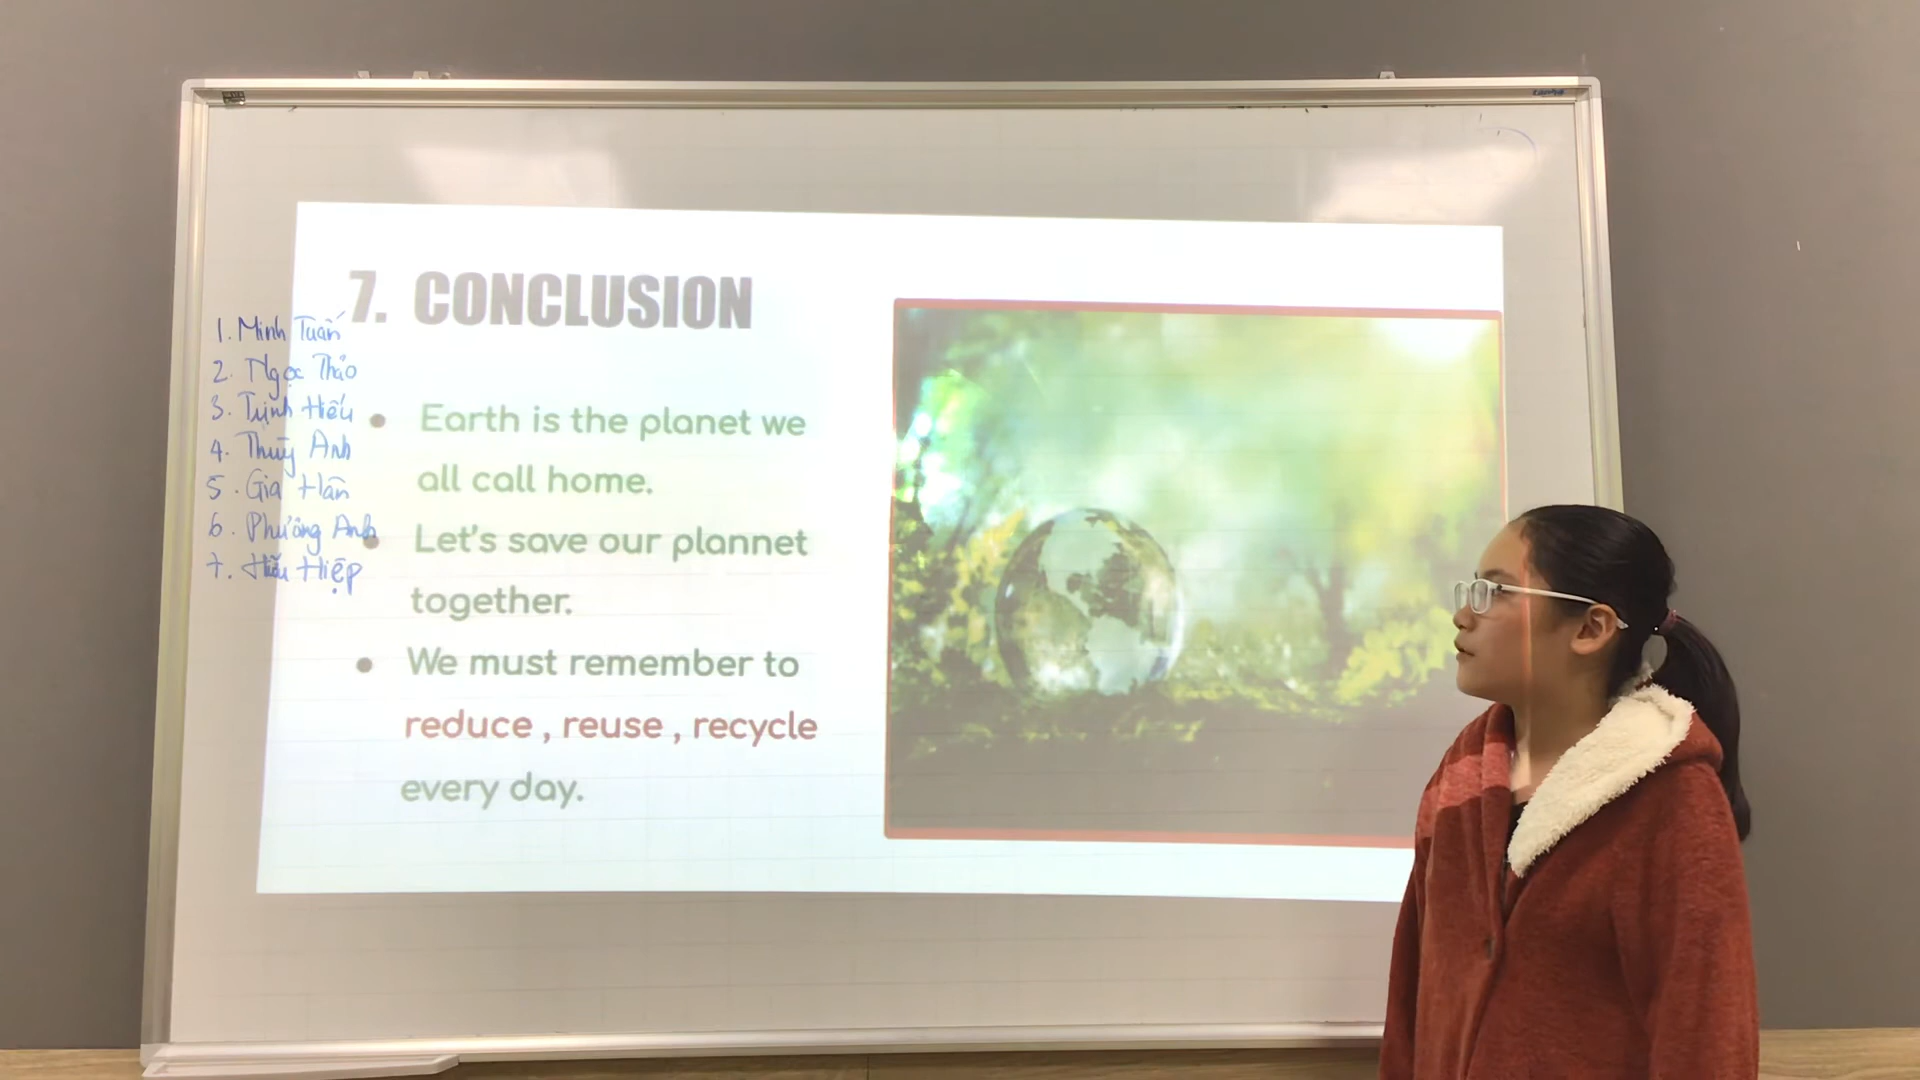 7. CONCLUSION
1. Minh Tuấn
2. Ngọc Thảo
3. Trịnh Hiếu
4. Thuỳ Anh
5. Gia Hân
6. Phương Anh
7. Hữu Hiệp
● Earth is the planet we
all call home.
● Let's save our plannet
together.
● We must remember to
reduce , reuse , recycle
every day.